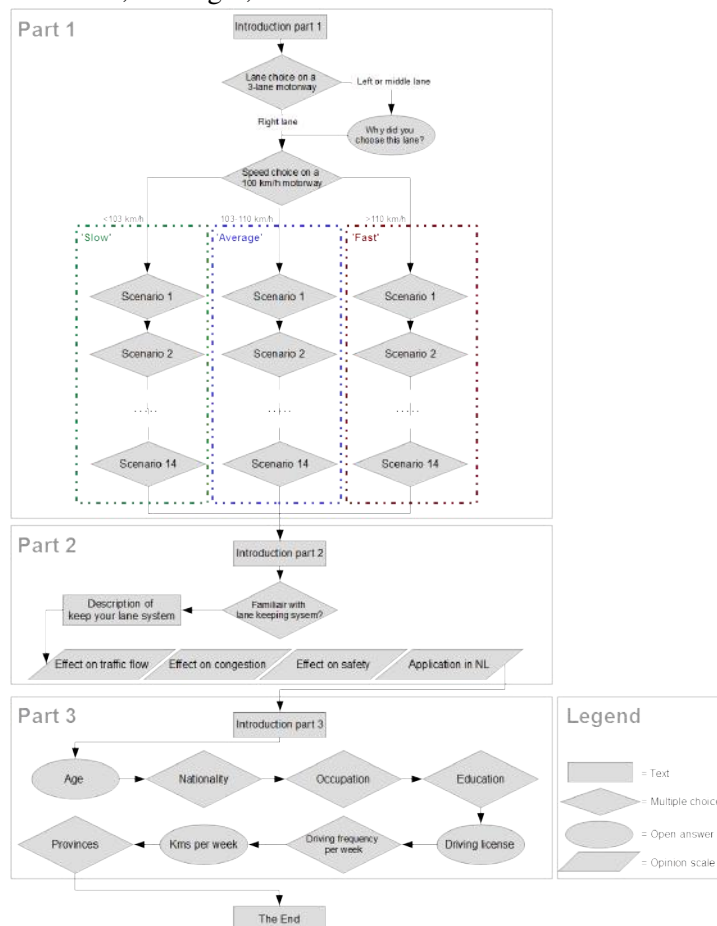 Part 1
Introduction part 1
Lane choice on a
3-lane motorway
Left or middle lane
Right lane
Why did you
choose this lane?
Speed choice on a
100 km/h motorway
<103 km/h
103-110 km/h
>110 km/h
'Slow'
'Average'
'Fast'
Scenario 1
Scenario 1
Scenario 1
Scenario 2
Scenario 2
Scenario 2
.....
.....
.....
Scenario 14
Scenario 14
Scenario 14
Part 2
Introduction part 2
Description of
keep your lane system
Familiair with
lane keeping sysem?
Effect on traffic flow
Effect on congestion
Effect on safety
Application in NL
Part 3
Introduction part 3
Age
Nationality
Occupation
Education
Provinces
Kms per week
Driving frequency
per week
Driving license
The End
Legend
= Text
= Multiple choice
= Open answer
= Opinion scale